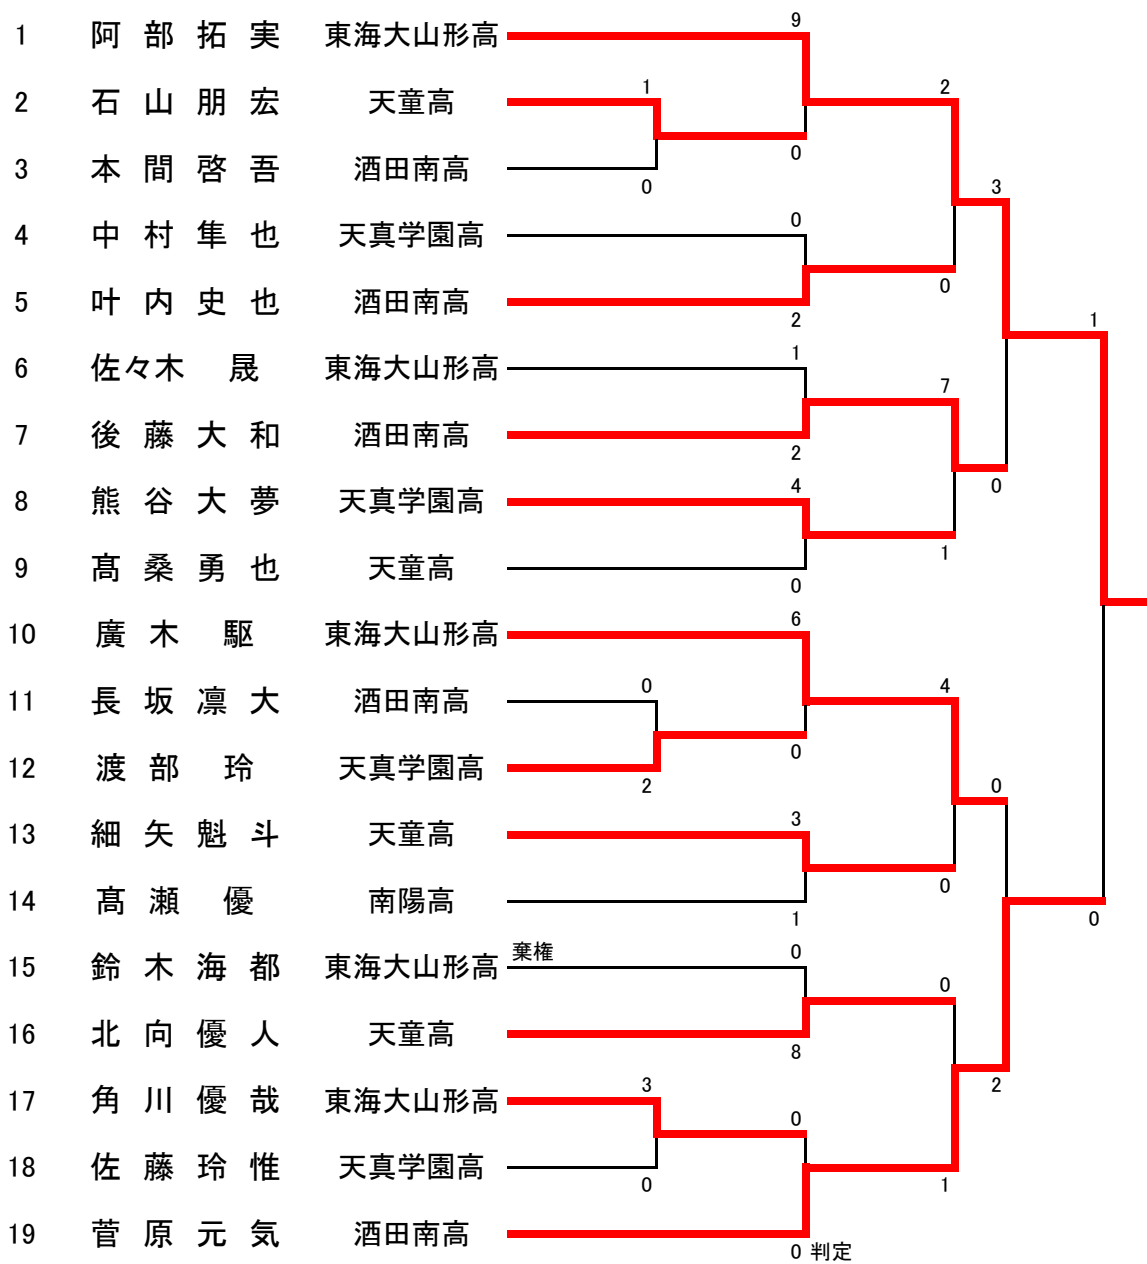 9
1 阿部拓実 東海大山形高
1 2
2 石山朋宏 天童高
0
3 本間啓吾 酒田南高
0 3
0
4 中村隼也 天真学園高
0
5 叶内史也 酒田南高
2 1
1
6 佐々木 晟 東海大山形高
7
7 後藤大和 酒田南高
2
4 0
8 熊谷大夢 天真学園高
1
9 髙桑勇也 天童高
0
6
10 廣木 駆 東海大山形高
0 4
11 長坂凛大 酒田南高
0
12 渡部 玲 天真学園高
2 0
3
13 細矢魁斗 天童高
0
14 髙瀬 優 南陽高
1 0
棄権 0
15 鈴木海都 東海大山形高
0
16 北向優人 天童高
8
3 2
17 角川優哉 東海大山形高
0
18 佐藤玲惟 天真学園高
0 1
19 菅原元気 酒田南高
0 判定